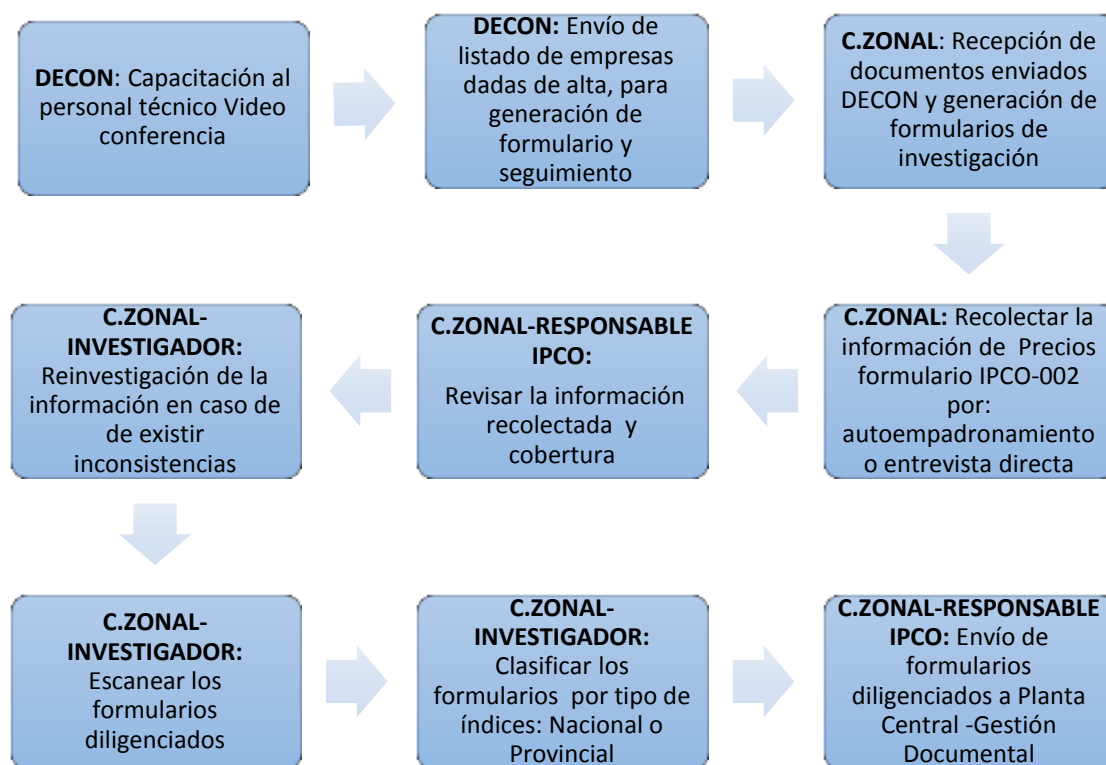 DECON: Capacitación al
personal técnico Video
conferencia
DECON: Envío de
listado de empresas
dadas de alta, para
generación de
formulario y
seguimiento
C.ZONAL: Recepción de
documentos enviados
DECON y generación de
formularios de
investigación
C.ZONAL: Recolectar la
información de Precios
formulario IPCO-002
por:
autoempadronamiento
o entrevista directa
C.ZONAL-RESPONSABLE
IPCO:
Revisar la información
recolectada y
cobertura
C.ZONAL-
INVESTIGADOR:
Reinvestigación de la
información en caso de
de existir
inconsistencias
C.ZONAL-
INVESTIGADOR:
Escanear los
formularios
diligenciados
C.ZONAL-
INVESTIGADOR:
Clasificar los
formularios por tipo de
índices: Nacional o
Provincial
C.ZONAL-RESPONSABLE
IPCO: Envío de
formularios
diligenciados a Planta
Central -Gestión
Documental